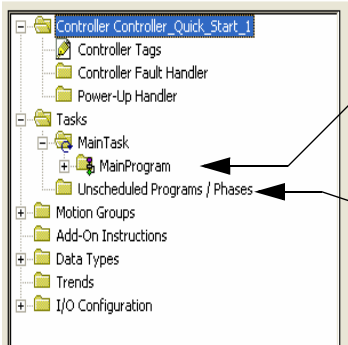 Controller Controller_Quick_Start_1
Controller Tags
Controller Fault Handler
Power-Up Handler
Tasks
MainTask
MainProgram
Unscheduled Programs / Phases
Motion Groups
Add-On Instructions
Data Types
Trends
I/O Configuration